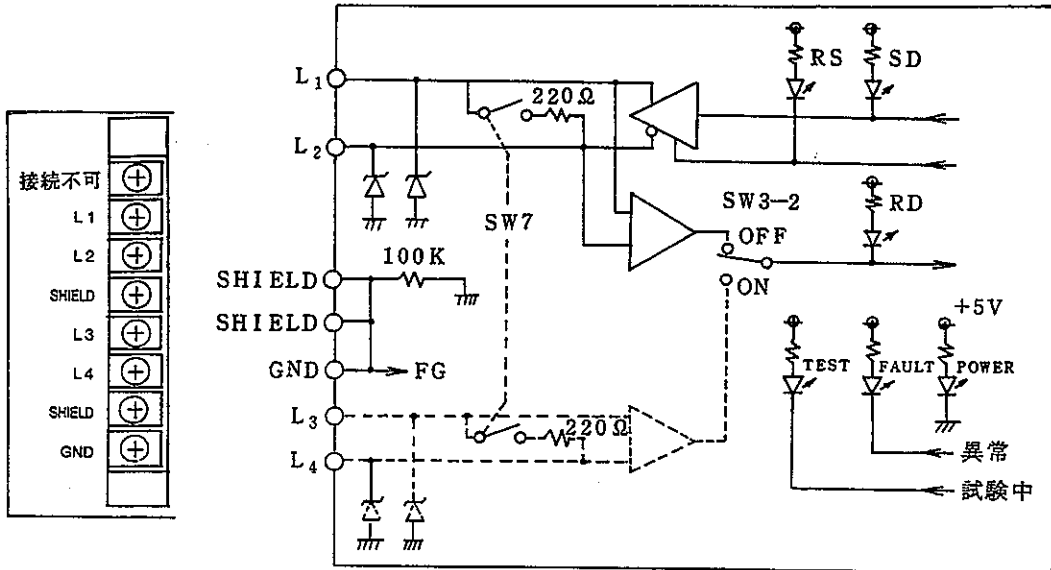 接続不可
L1
L2
SHIELD
L3
L4
SHIELD
GND
L1
L2
SHIELD
SHIELD
GND
L3
L4
220Ω
SW7
100K
FG
220Ω
RS
SD
SW3-2
OFF
ON
RD
+5V
TEST
FAULT
POWER
異常
試験中